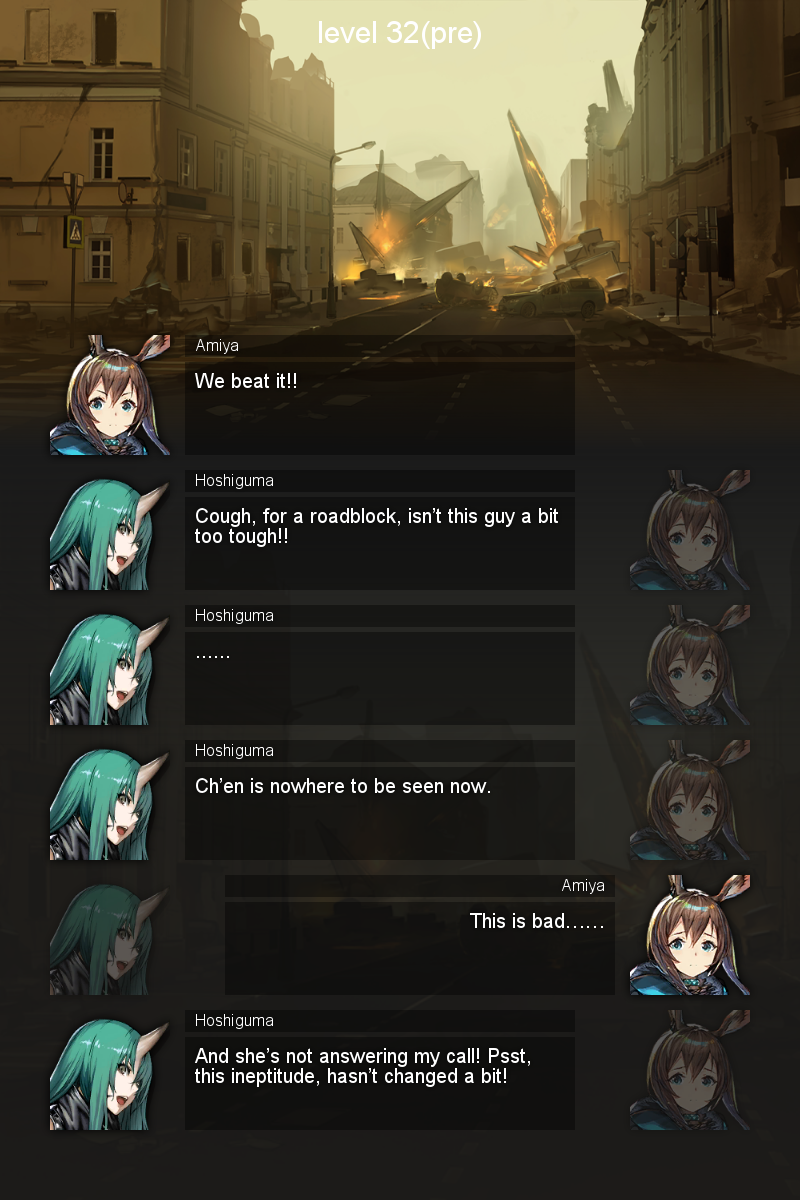 level 32(pre)
Amiya
We beat it!!
Hoshiguma
Cough, for a roadblock, isn't this guy a bit
too tough!!
Hoshiguma
......
Hoshiguma
Ch'en is nowhere to be seen now.
Amiya
This is bad......
Hoshiguma
And she's not answering my call! Psst,
this ineptitude, hasn't changed a bit!